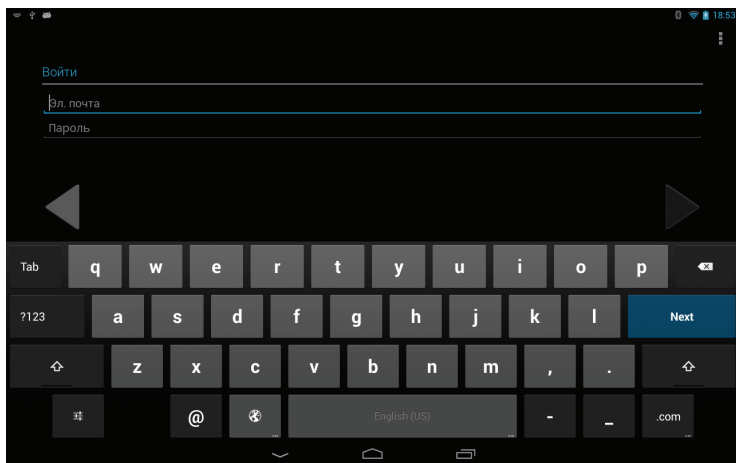 18:53
Войти
Эл. почта
Пароль
Tab q w e r t y u i o p
?123 a s d f g h j k l Next
z x c v b n m , .
@ English (US) - _ .com